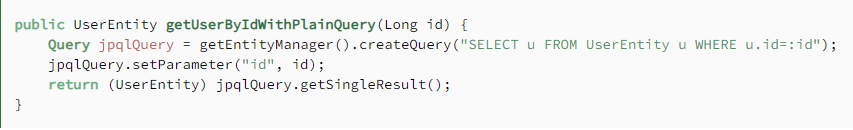 public UserEntity getUserByIdWithPlainQuery(Long id) {
    Query jpqlQuery = getEntityManager().createQuery("SELECT u FROM UserEntity u WHERE u.id=:id");
    jpqlQuery.setParameter("id", id);
    return (UserEntity) jpqlQuery.getSingleResult();
}